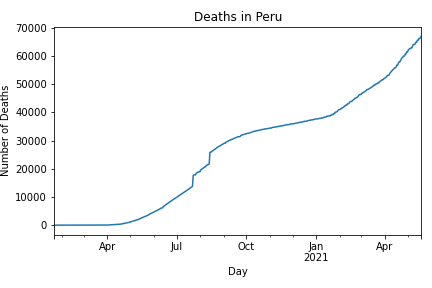 Deaths in Peru
70000
60000
50000
40000
30000
20000
10000
0
Number of Deaths
Apr
Jul
Oct
Jan
2021
Apr
Day